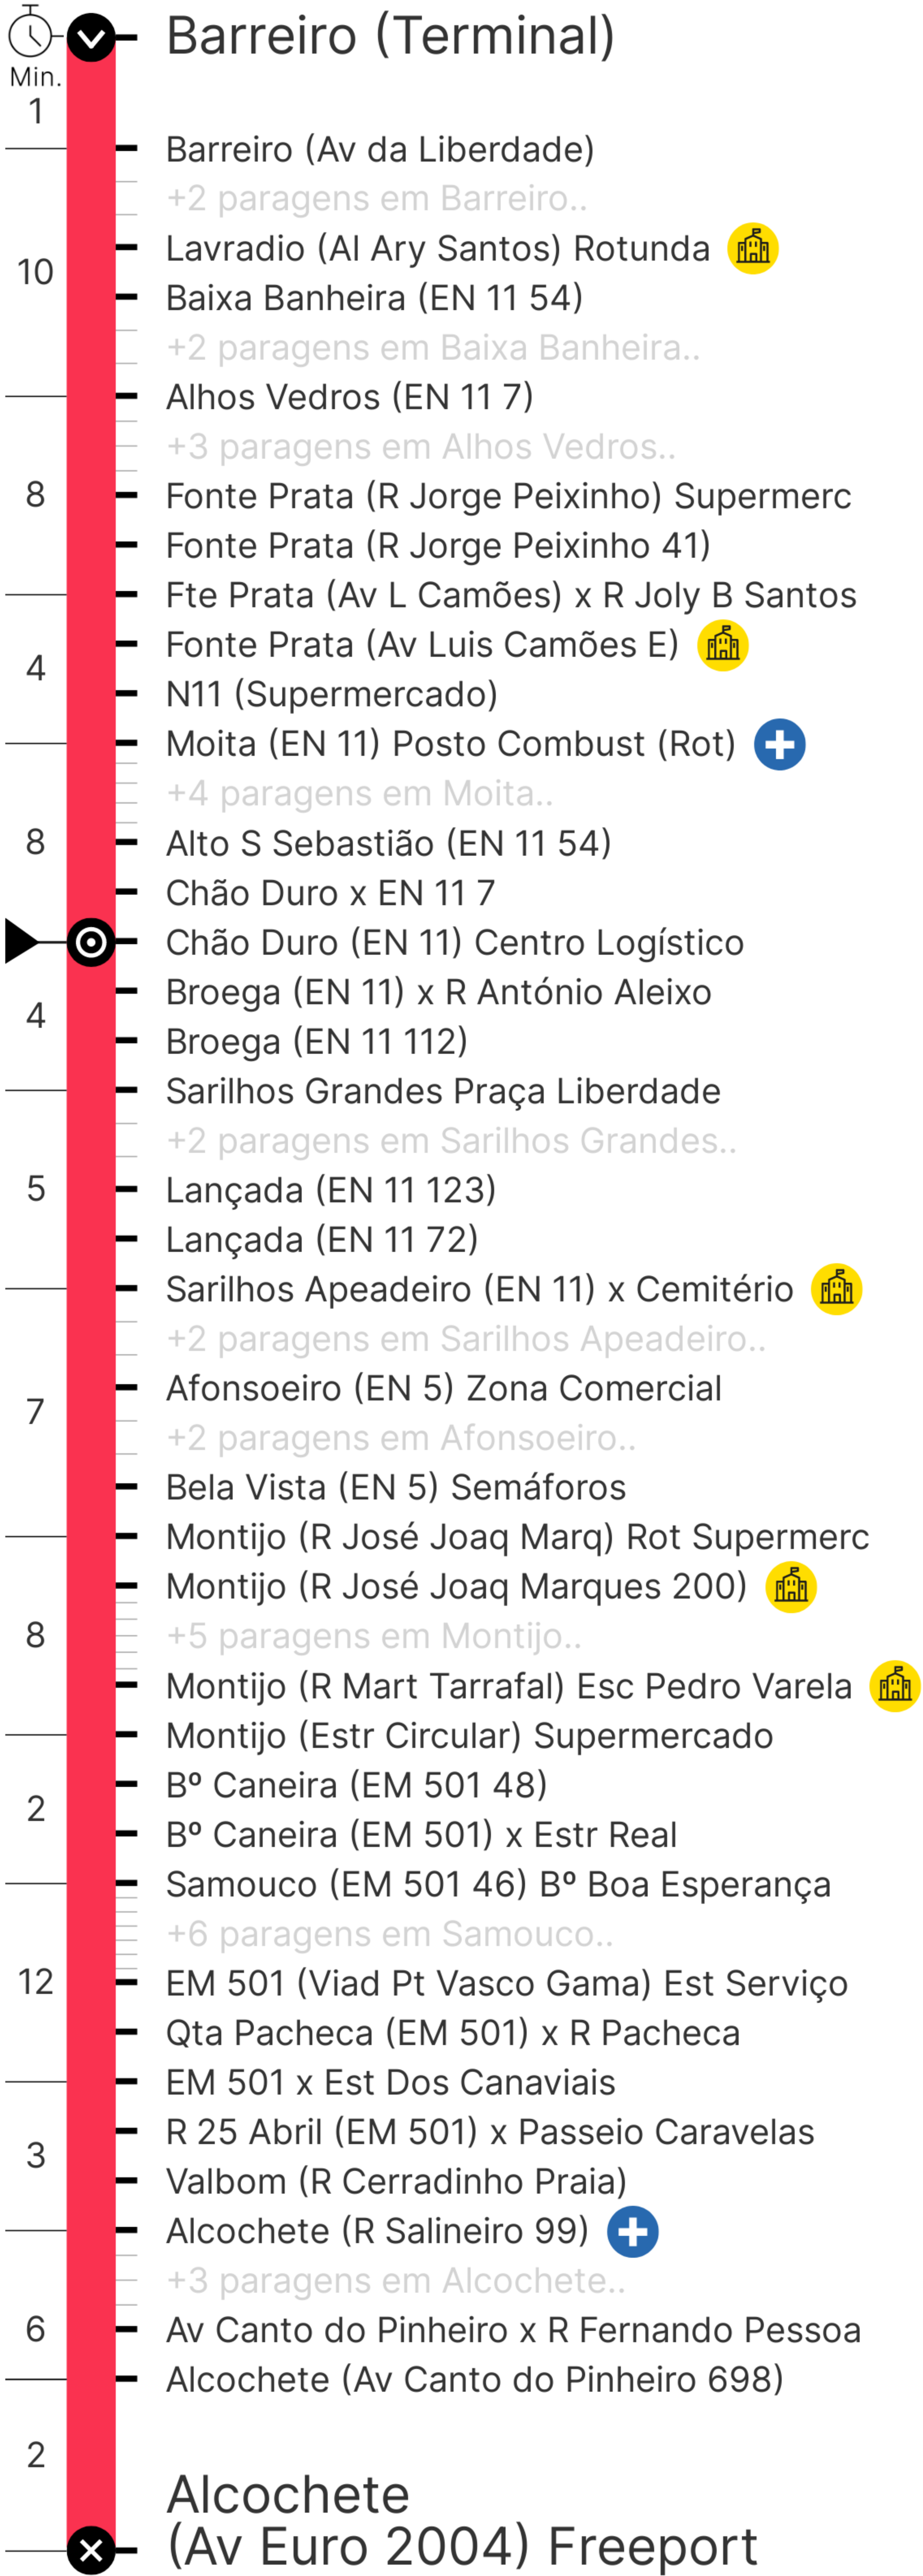 Barreiro (Terminal)
Min.
1
Barreiro (Av da Liberdade)
+2 paragens em Barreiro..
Lavradio (Al Ary Santos) Rotunda
10
Baixa Banheira (EN 11 54)
+2 paragens em Baixa Banheira..
Alhos Vedros (EN 11 7)
+3 paragens em Alhos Vedros..
8
Fonte Prata (R Jorge Peixinho) Supermerc
Fonte Prata (R Jorge Peixinho 41)
Fte Prata (Av L Camões) x R Joly B Santos
Fonte Prata (Av Luis Camões E)
4
N11 (Supermercado)
Moita (EN 11) Posto Combust (Rot)
+4 paragens em Moita..
8
Alto S Sebastião (EN 11 54)
Chão Duro x EN 11 7
Chão Duro (EN 11) Centro Logístico
Broega (EN 11) x R António Aleixo
4
Broega (EN 11 112)
Sarilhos Grandes Praça Liberdade
+2 paragens em Sarilhos Grandes..
5
Lançada (EN 11 123)
Lançada (EN 11 72)
Sarilhos Apeadeiro (EN 11) x Cemitério
+2 paragens em Sarilhos Apeadeiro..
Afonsoeiro (EN 5) Zona Comercial
7
+2 paragens em Afonsoeiro..
Bela Vista (EN 5) Semáforos
Montijo (R José Joaq Marq) Rot Supermerc
Montijo (R José Joaq Marques 200)
8
+5 paragens em Montijo..
Montijo (R Mart Tarrafal) Esc Pedro Varela
Montijo (Estr Circular) Supermercado
Bº Caneira (EM 501 48)
2
Bº Caneira (EM 501) x Estr Real
Samouco (EM 501 46) Bº Boa Esperança
+6 paragens em Samouco..
12
EM 501 (Viad Pt Vasco Gama) Est Serviço
Qta Pacheca (EM 501) x R Pacheca
EM 501 x Est Dos Canaviais
R 25 Abril (EM 501) x Passeio Caravelas
3
Valbom (R Cerradinho Praia)
Alcochete (R Salineiro 99)
+3 paragens em Alcochete..
6
Av Canto do Pinheiro x R Fernando Pessoa
Alcochete (Av Canto do Pinheiro 698)
2
Alcochete
(Av Euro 2004) Freeport